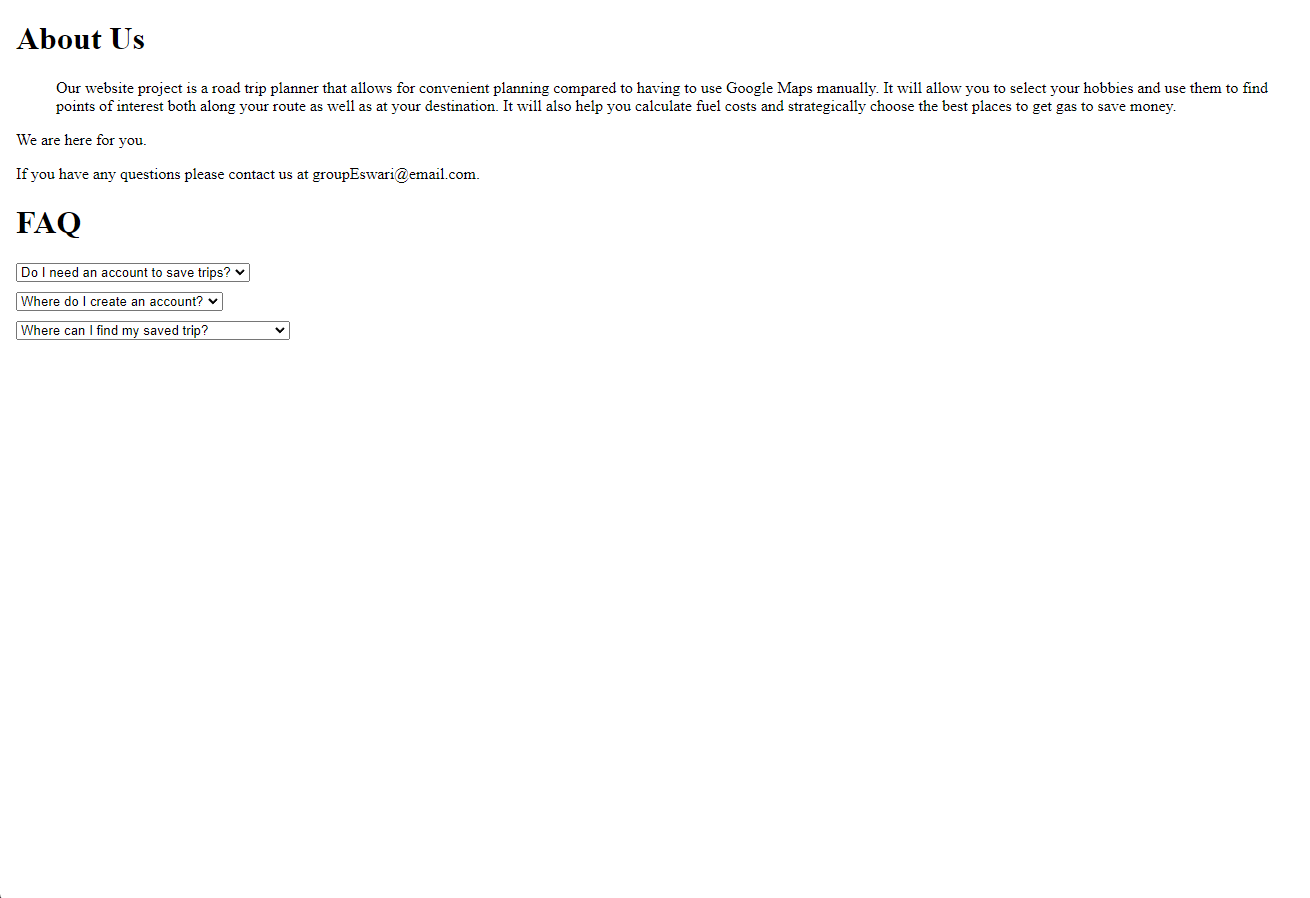 About Us
Our website project is a road trip planner that allows for convenient planning compared to having to use Google Maps manually. It will allow you to select your hobbies and use them to find
points of interest both along your route as well as at your destination. It will also help you calculate fuel costs and strategically choose the best places to get gas to save money.
We are here for you.
If you have any questions please contact us at groupEswari@email.com.
FAQ
Do I need an account to save trips?
Where do I create an account?
Where can I find my saved trip?